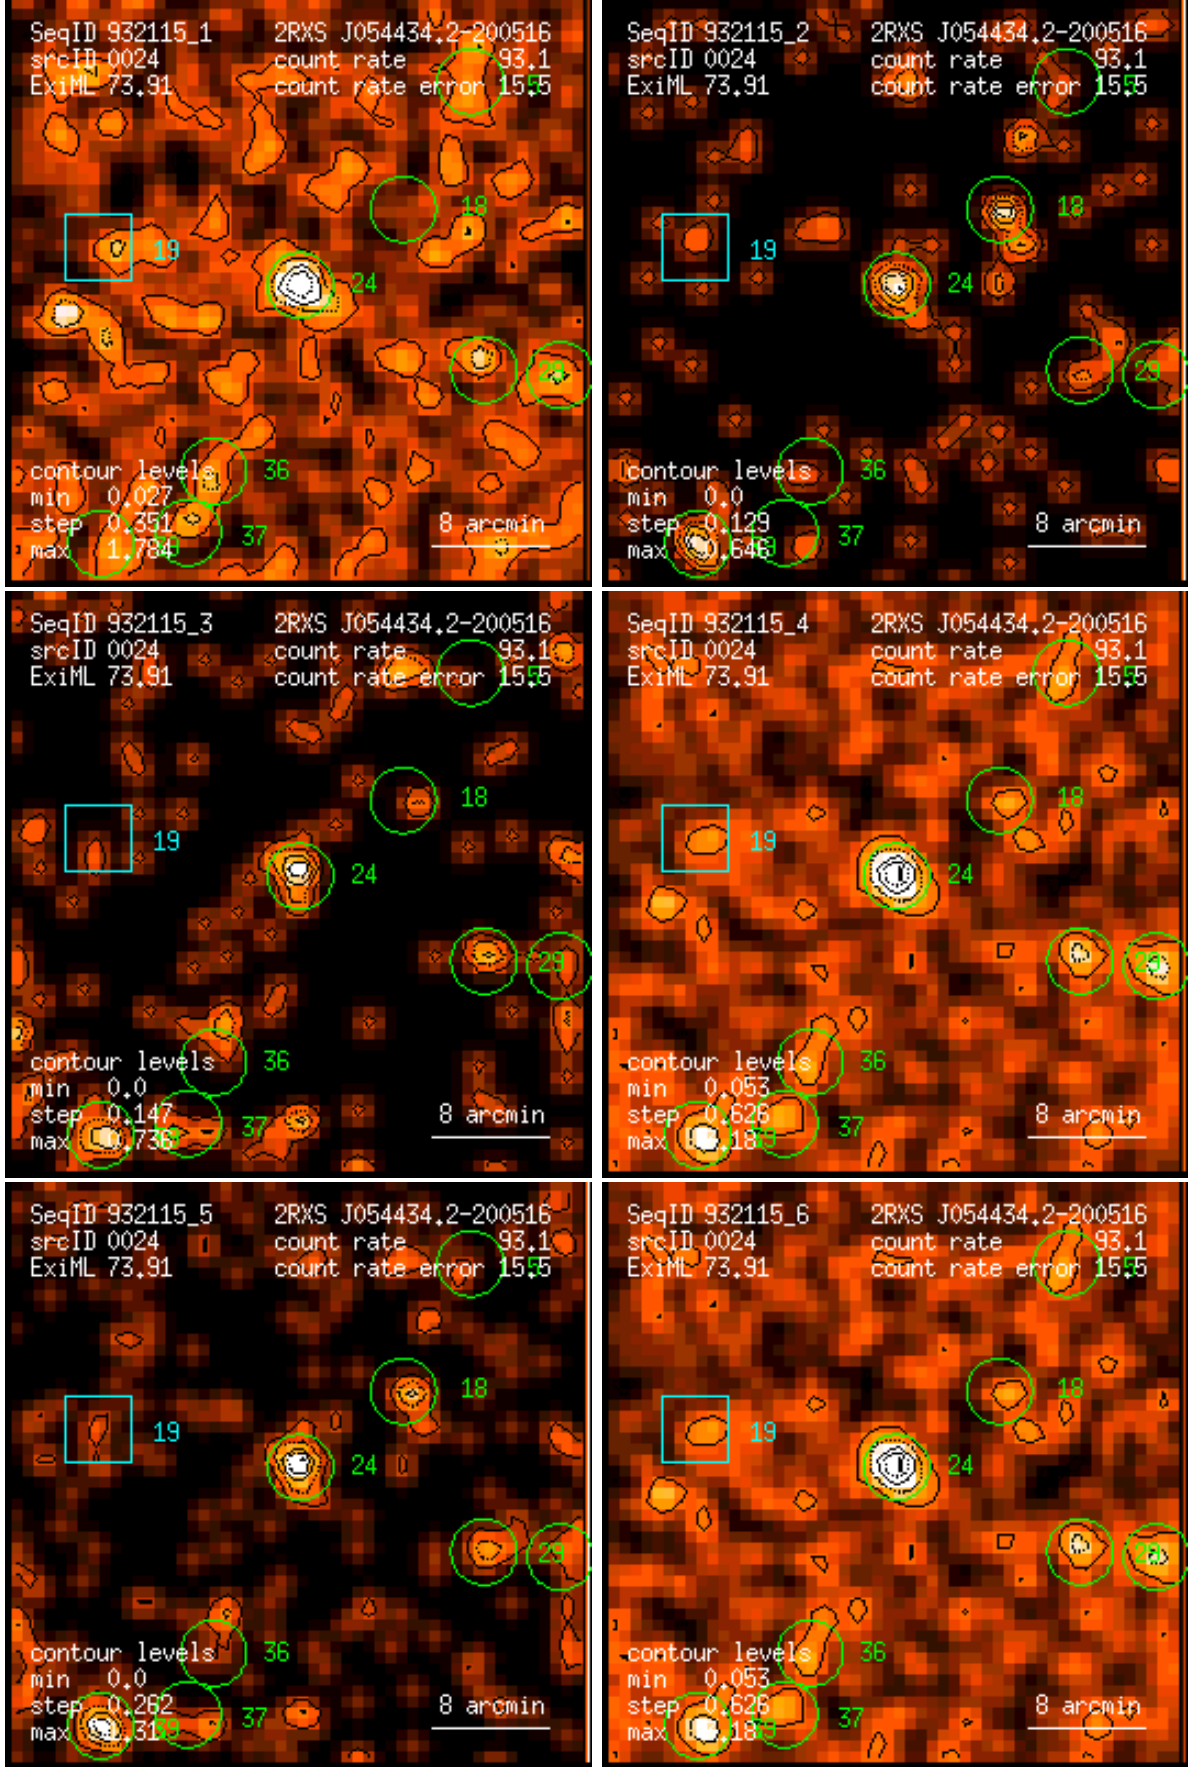 SeqID 932115_1 2RXS J054434.2-200516
srcID 0024 count rate 93.1
ExiML 73.91 count rate error 15.5
18
19
24
29
contour levels 36
min 0.027
step 0.351 8 arcmin
max 1.784 37
SeqID 932115_2 2RXS J054434.2-200516
srcID 0024 count rate 93.1
ExiML 73.91 count rate error 15.5
18
19
24
29
contour levels 36
min 0.0
step 0.129 8 arcmin
max 0.646 37
SeqID 932115_3 2RXS J054434.2-200516
srcID 0024 count rate 93.1
ExiML 73.91 count rate error 15.5
18
19
24
29
contour levels 36
min 0.0
step 0.147 8 arcmin
max 0.736 37
SeqID 932115_4 2RXS J054434.2-200516
srcID 0024 count rate 93.1
ExiML 73.91 count rate error 15.5
18
19
24
29
contour levels 36
min 0.053
step 0.626 8 arcmin
max 37
SeqID 932115_5 2RXS J054434.2-200516
srcID 0024 count rate 93.1
ExiML 73.91 count rate error 15.5
18
19
24
29
contour levels 36
min 0.0
step 0.262 8 arcmin
max 37
SeqID 932115_6 2RXS J054434.2-200516
srcID 0024 count rate 93.1
ExiML 73.91 count rate error 15.5
18
19
24
29
contour levels 36
min 0.053
step 0.626 8 arcmin
max 37